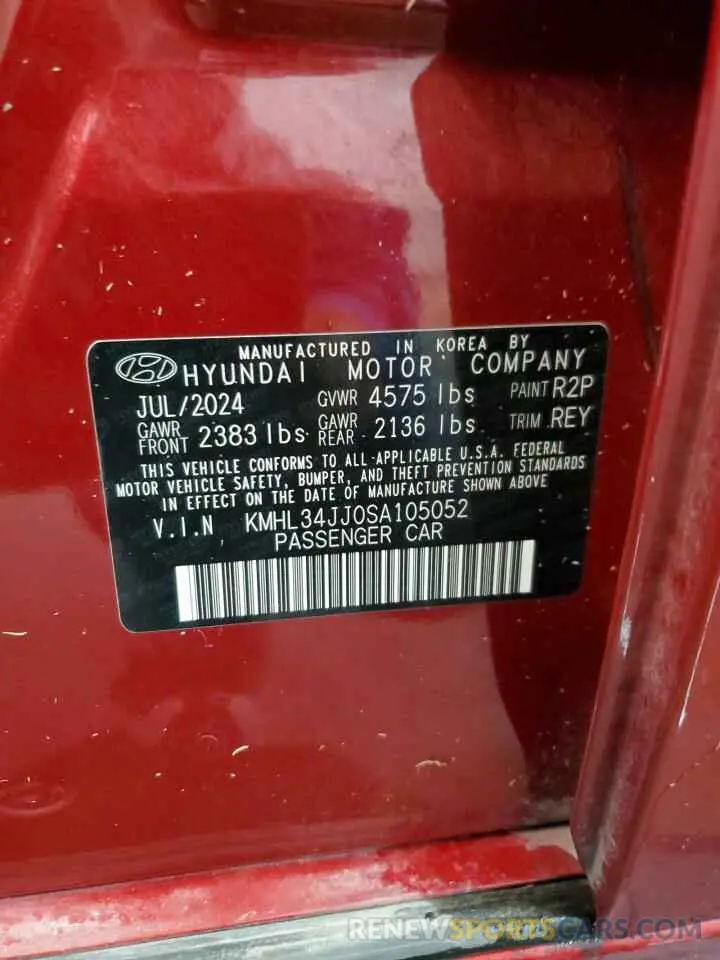 MANUFACTURED IN KOREA BY
HYUNDAI MOTOR COMPANY
JUL/2024 GVWR 4575 lbs PAINT R2P
GAWR FRONT 2383 lbs GAWR REAR 2136 lbs TRIM REY
THIS VEHICLE CONFORMS TO ALL APPLICABLE U.S.A. FEDERAL
MOTOR VEHICLE SAFETY, BUMPER, AND THEFT PREVENTION STANDARDS
IN EFFECT ON THE DATE OF MANUFACTURE SHOWN ABOVE
V.I.N KMHL34JJ0SA105052
PASSENGER CAR
RENEWSPORTSCARS.COM